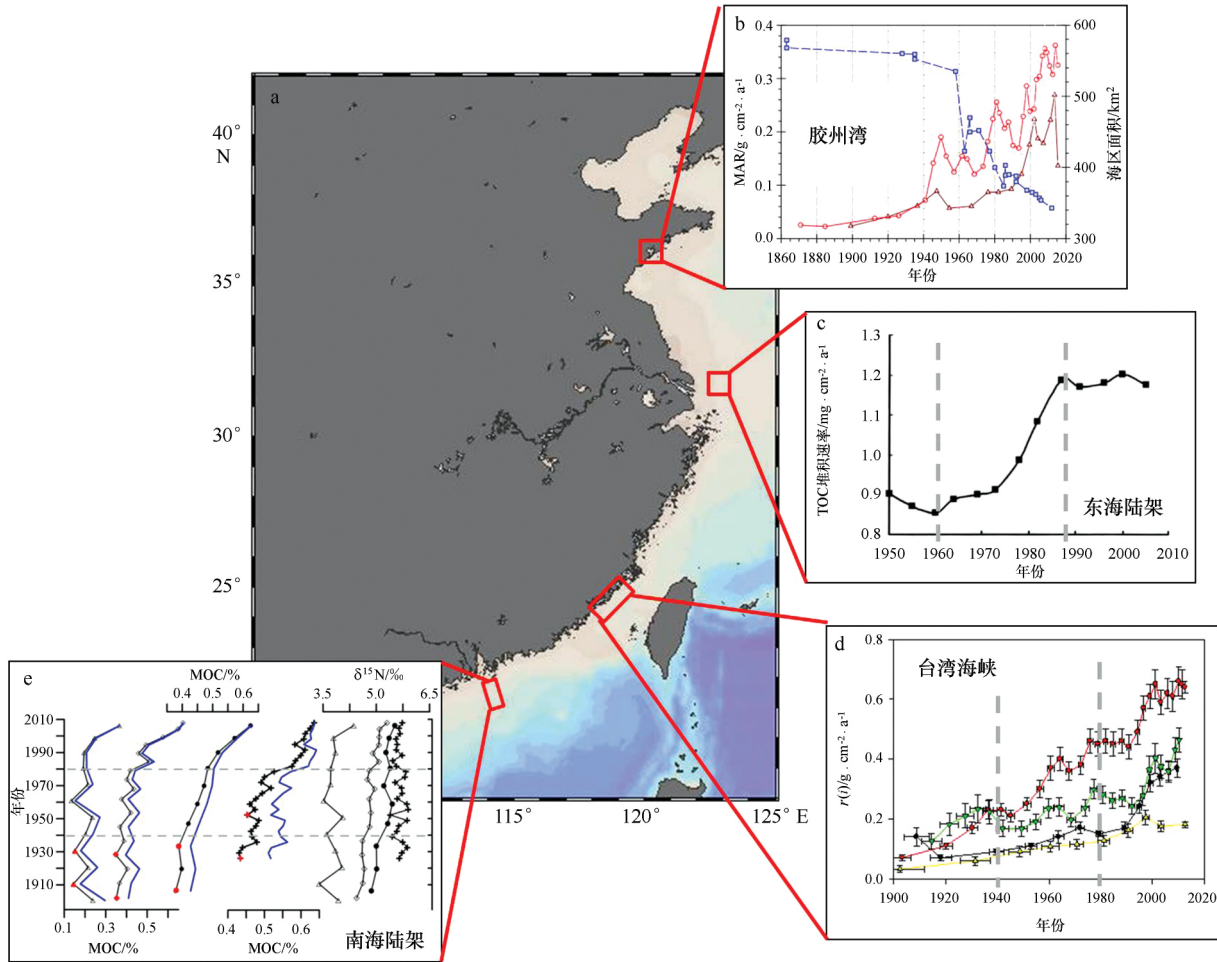 a
40°
N
35°
30°
25°
115°
120°
125° E
b
0.4
0.3
0.2
0.1
0.0
MAR/g · cm⁻² · a⁻¹
600
500
400
300
海区面积/km²
胶州湾
1860 1880 1900 1920 1940 1960 1980 2000 2020
年份
c
1.3
1.2
1.1
1.0
0.9
0.8
TOC堆积速率/mg · cm⁻² · a⁻¹
东海陆架
1950 1960 1970 1980 1990 2000 2010
年份
d
台湾海峡
0.8
0.6
0.4
0.2
0.0
r(i)/g · cm⁻² · a⁻¹
1900 1920 1940 1960 1980 2000 2020
年份
e
MOC/%
0.4 0.5 0.6
δ¹⁵N/‰
3.5 5.0 6.5
2010
1990
1970
1950
1930
1910
年份
0.1 0.3 0.5
MOC/%
0.4 0.5 0.6
MOC/%
南海陆架